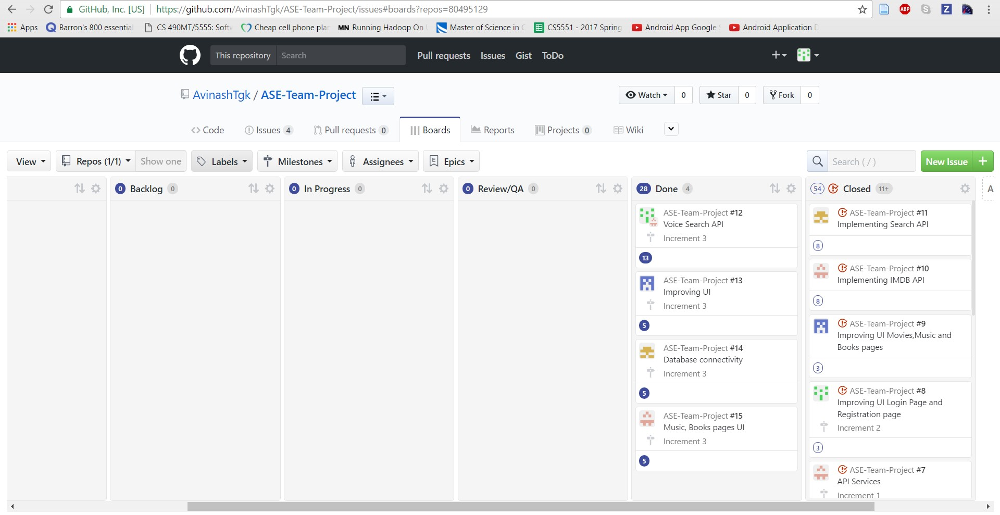 GitHub, Inc. [US] https://github.com/AvinashTgk/ASE-Team-Project/issues#boards?repos=80495129
ABP S Z
Apps Q Barron's 800 essential CS 490MT/5555: Softw Cheap cell phone plan MN Running Hadoop On Master of Science in C CS5551 - 2017 Spring Android App Google Android Application D
This repository Search Pull requests Issues Gist ToDo
AvinashTgk / ASE-Team-Project Watch 0 Star 0 Fork 0
Code Issues 4 Pull requests 0 Boards Reports Projects 0 Wiki
View Repos (1/1) Show one Labels Milestones Assignees E Epics Search ( / ) New Issue +
0 Backlog 0
0 In Progress 0
0 Review/QA 0
28 Done 4
ASE-Team-Project #12
Voice Search API
Increment 3
13
ASE-Team-Project #13
Improving UI
Increment 3
5
ASE-Team-Project #14
Database connectivity
Increment 3
5
ASE-Team-Project #15
Music, Books pages UI
Increment 3
5
54 Closed 11+
ASE-Team-Project #11
Implementing Search API
8
ASE-Team-Project #10
Implementing IMDB API
8
ASE-Team-Project #9
Improving UI Movies,Music and
Books pages
3
ASE-Team-Project #8
Improving UI Login Page and
Registration page
Increment 2
3
ASE-Team-Project #7
API Services
Increment 1
A